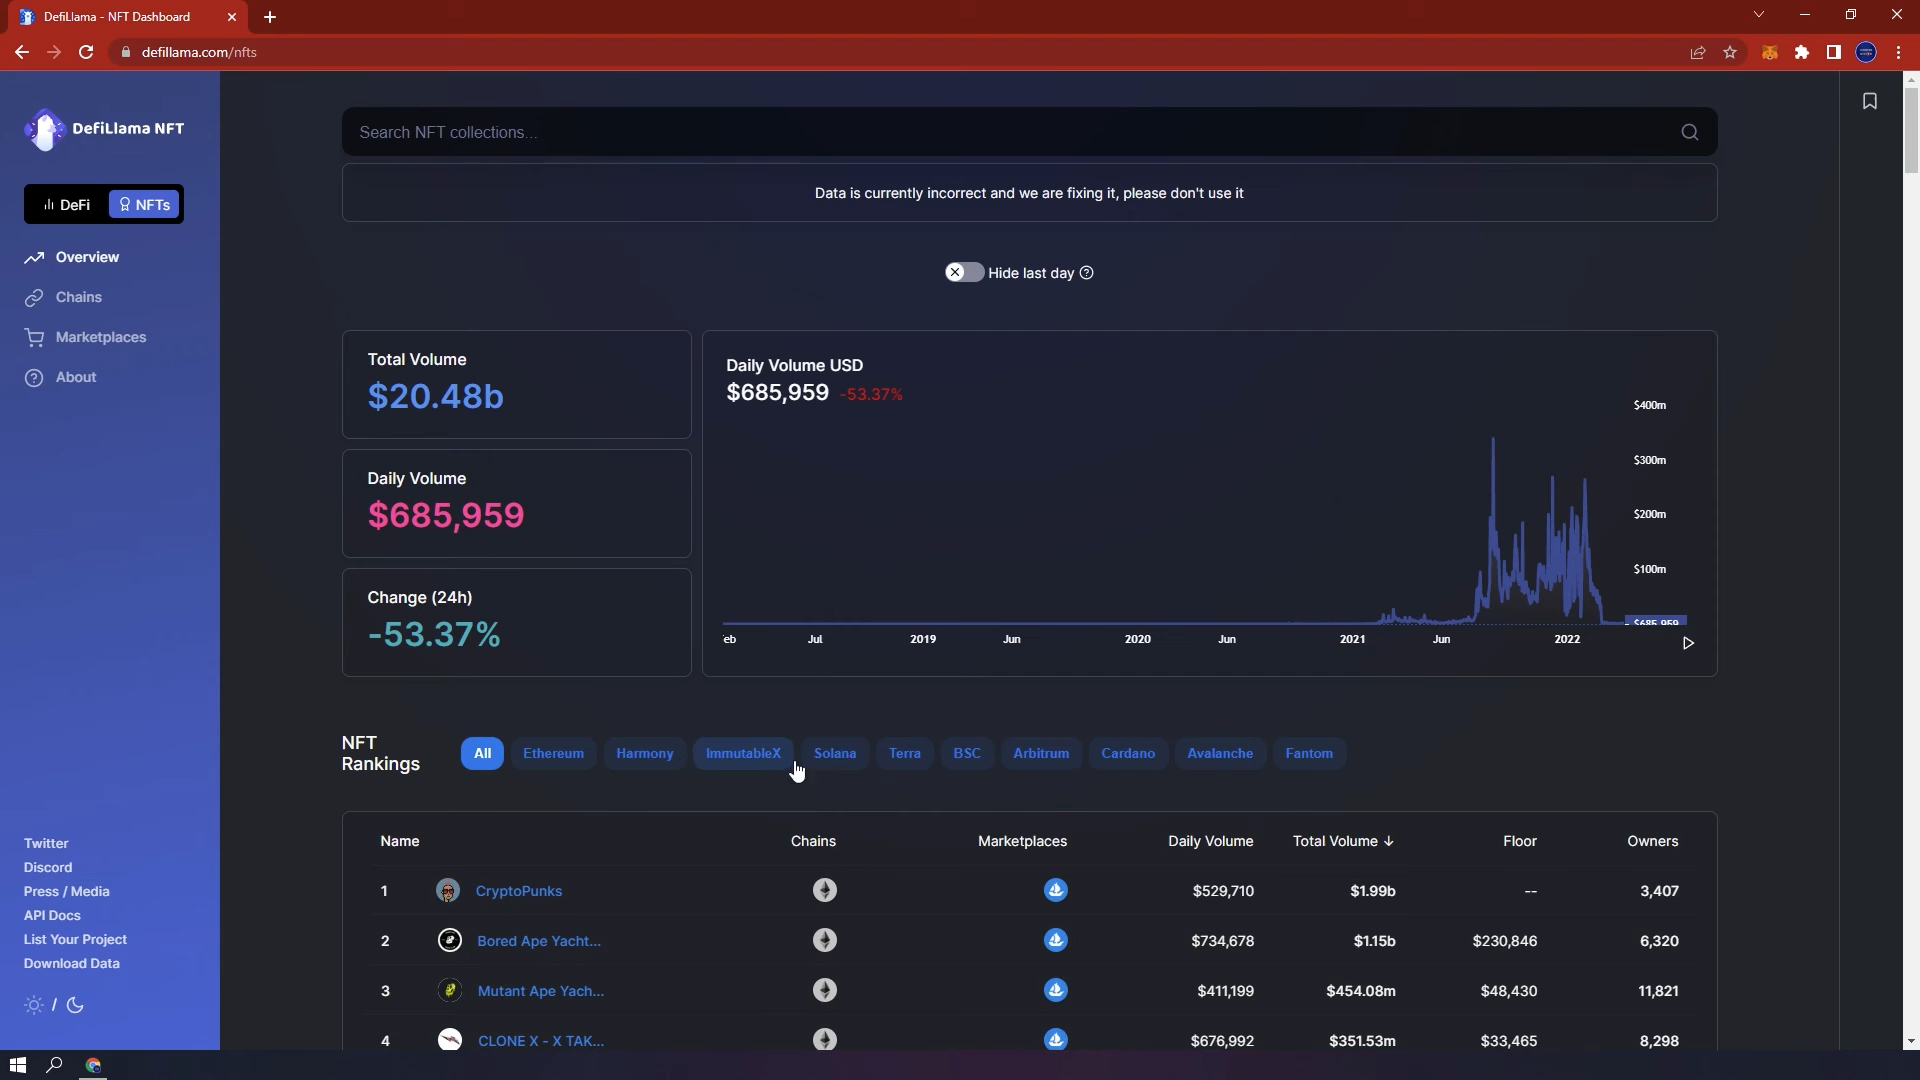 DefiLlama - NFT Dashboard
defillama.com/nfts
DefiLlama NFT
DeFi
NFTs
Overview
Chains
Marketplaces
About
Twitter
Discord
Press / Media
API Docs
List Your Project
Download Data
/
Search NFT collections...
Data is currently incorrect and we are fixing it, please don't use it
Hide last day
Total Volume
$20.48b
Daily Volume
$685,959
Change (24h)
-53.37%
Daily Volume USD
$685,959 -53.37%
$400m
$300m
$200m
$100m
$685,959
eb Jul 2019 Jun 2020 Jun 2021 Jun 2022
NFT
Rankings
All Ethereum Harmony ImmutableX Solana Terra BSC Arbitrum Cardano Avalanche Fantom
Name Chains Marketplaces Daily Volume Total Volume ↓ Floor Owners
1 CryptoPunks $529,710 $1.99b -- 3,407
2 Bored Ape Yacht... $734,678 $1.15b $230,846 6,320
3 Mutant Ape Yach... $411,199 $454.08m $48,430 11,821
4 CLONE X - X TAK... $676,992 $351.53m $33,465 8,298